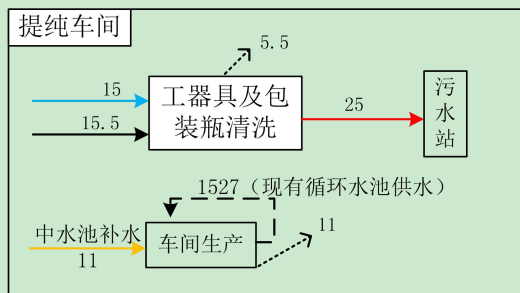 提纯车间
5.5
15
15.5
工器具及包
装瓶清洗
25
污
水
站
1527（现有循环水池供水）
中水池补水
11
车间生产
11